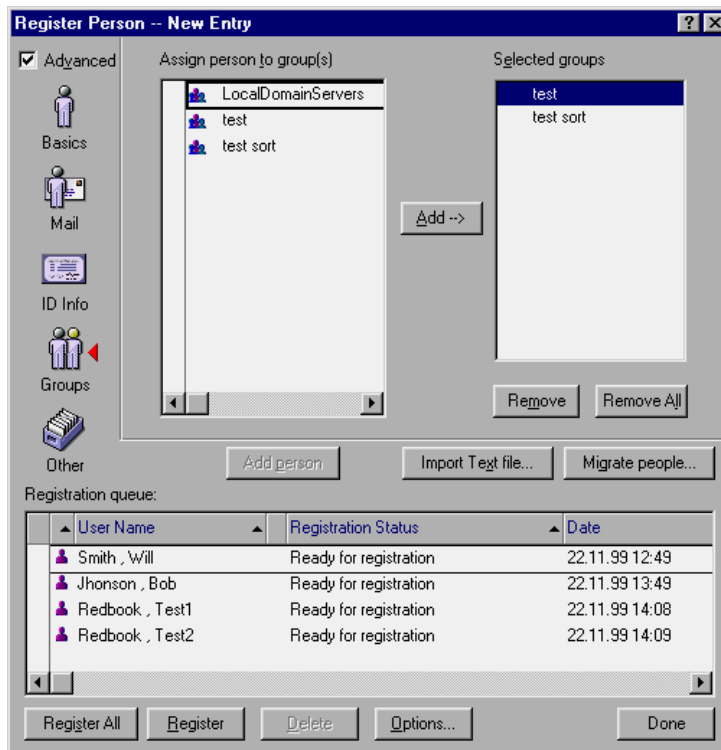 Register Person -- New Entry
Advanced
Assign person to group(s)
Selected groups
LocalDomainServers
test
test sort
test
test sort
Basics
Mail
ID Info
Groups
Other
Add -->
Remove
Remove All
Add person
Import Text file...
Migrate people...
Registration queue:
User Name Registration Status Date
Smith , Will Ready for registration 22.11.99 12:49
Jhonson , Bob Ready for registration 22.11.99 13:49
Redbook , Test1 Ready for registration 22.11.99 14:08
Redbook , Test2 Ready for registration 22.11.99 14:09
Register All
Register
Delete
Options...
Done